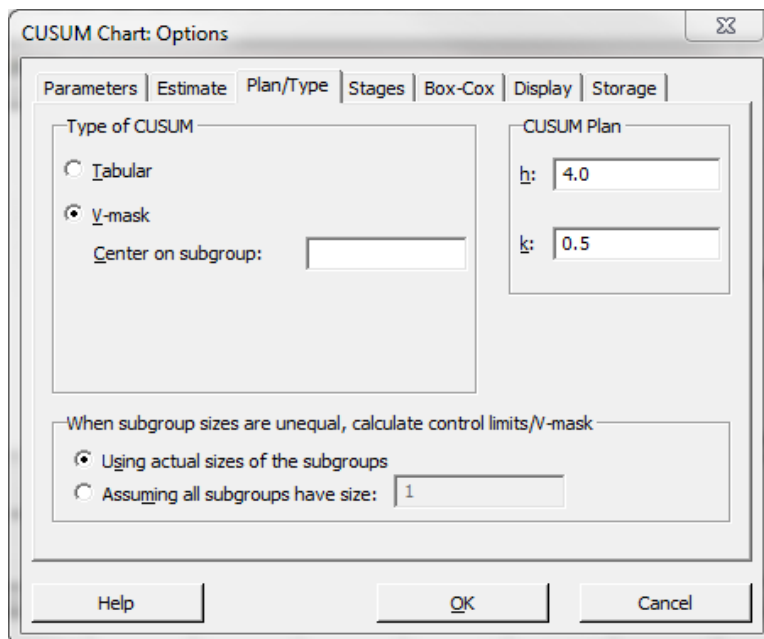 CUSUM Chart: Options
Parameters Estimate Plan/Type Stages Box-Cox Display Storage
Type of CUSUM
Tabular
V-mask
Center on subgroup:
CUSUM Plan
h: 4.0
k: 0.5
When subgroup sizes are unequal, calculate control limits/V-mask
Using actual sizes of the subgroups
Assuming all subgroups have size: 1
Help OK Cancel